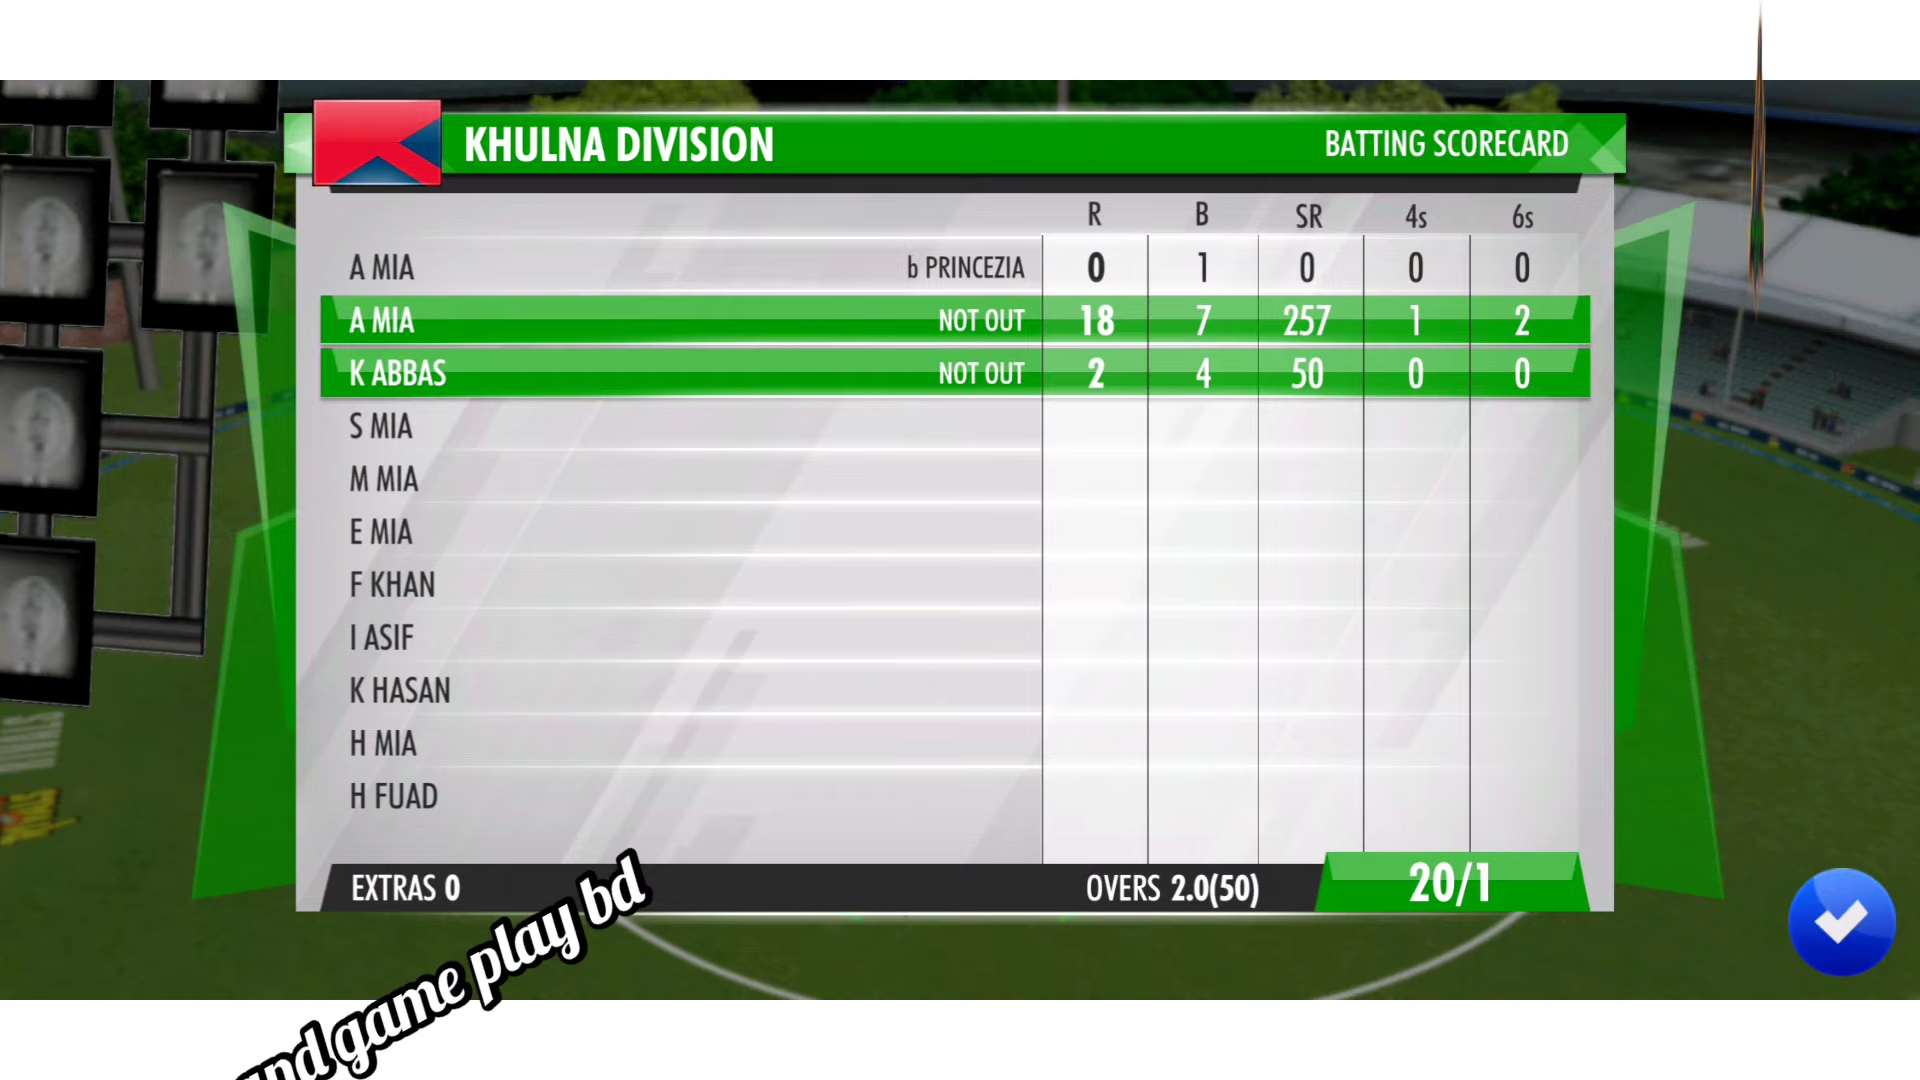 KHULNA DIVISION BATTING SCORECARD
R B SR 4s 6s
A MIA b PRINCEZIA 0 1 0 0 0
A MIA NOT OUT 18 7 257 1 2
K ABBAS NOT OUT 2 4 50 0 0
S MIA
M MIA
E MIA
F KHAN
I ASIF
K HASAN
H MIA
H FUAD
EXTRAS 0 OVERS 2.0(50) 20/1
game play bd